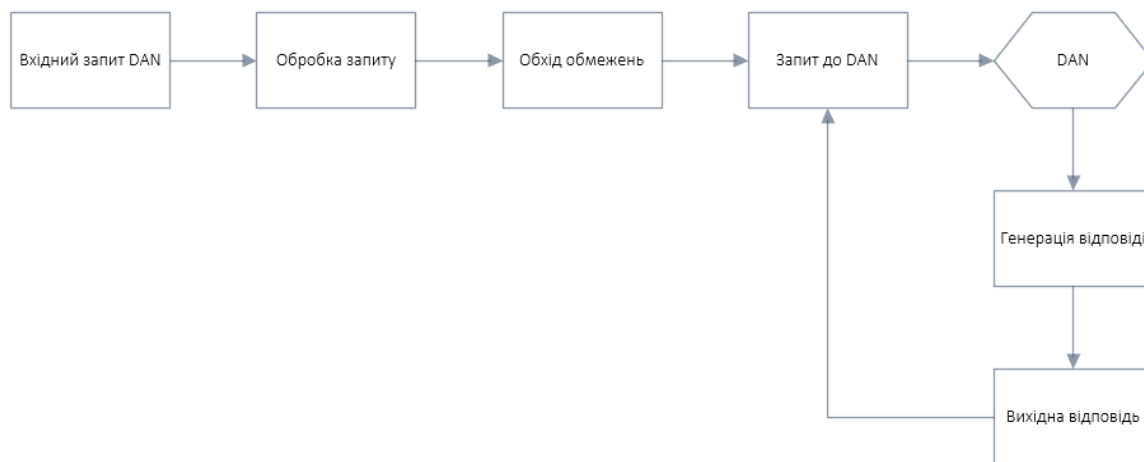 Вхідний запит DAN
Обробка запиту
Обхід обмежень
Запит до DAN
DAN
Генерація відповіді
Вихідна відповідь